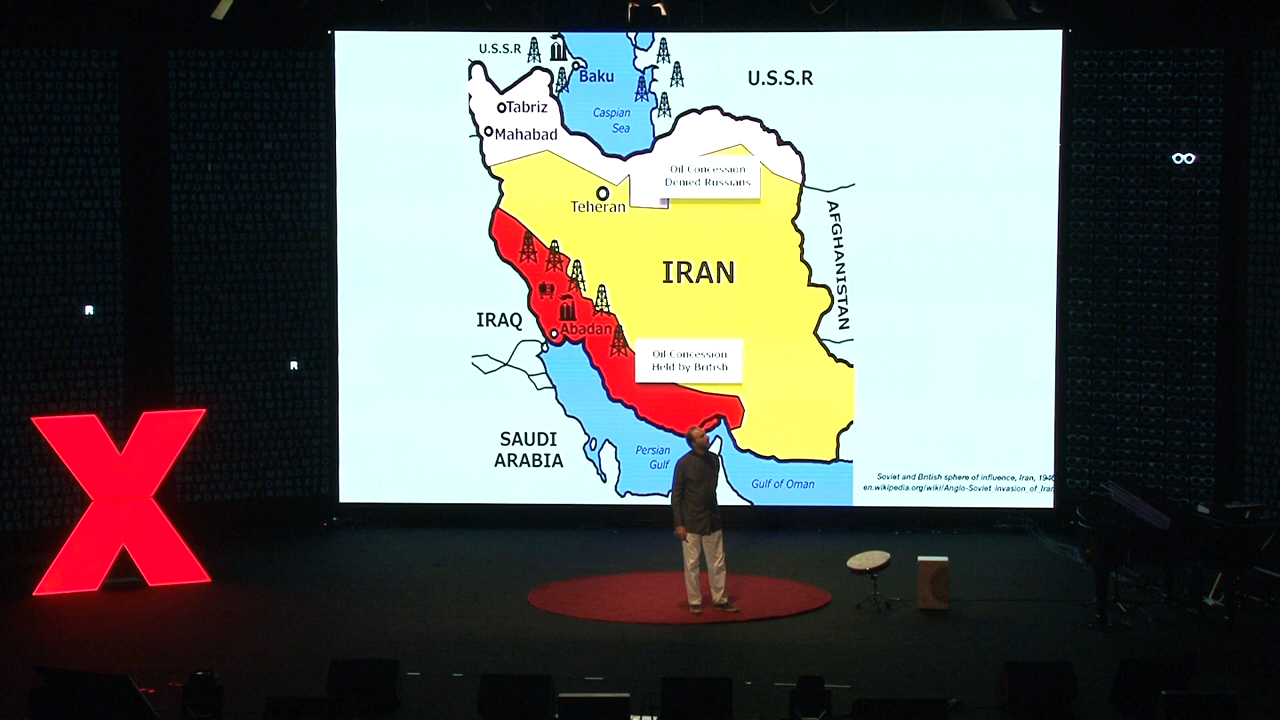 U.S.S.R
Baku
U.S.S.R
Caspian
Sea
Tabriz
Mahabad
Oil Concession
Denied Russians
Teheran
AFGHANISTAN
IRAN
IRAQ
Abadan
Oil Concession
Held by British
SAUDI
ARABIA
Persian
Gulf
Gulf of Oman
Soviet and British sphere of influence, Iran, 1946
en.wikipedia.org/wiki/Anglo-Soviet_invasion_of_Iran
X
R
R